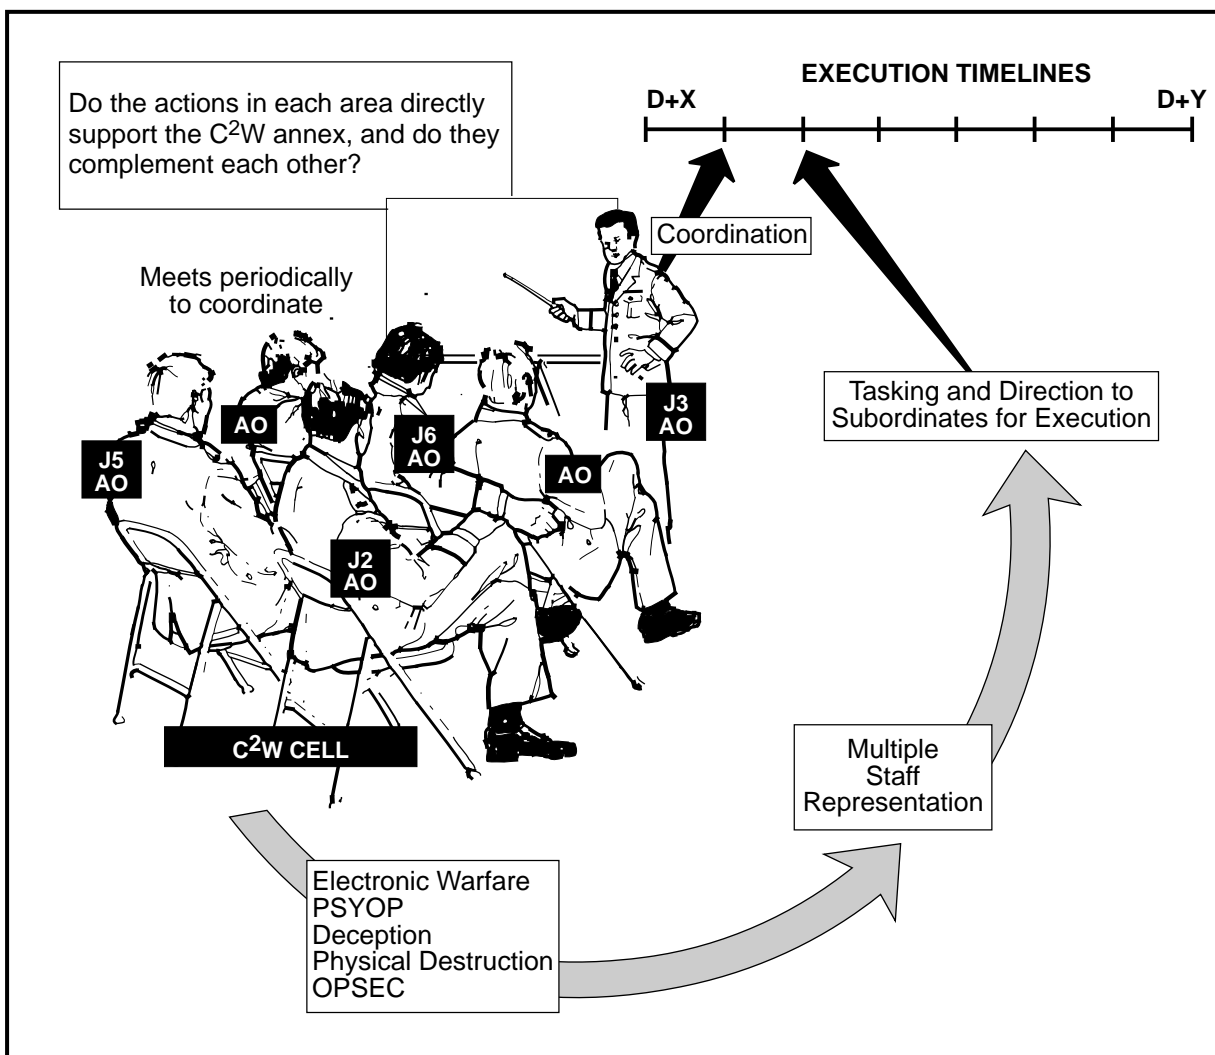 EXECUTION TIMELINES
D+X
D+Y
Do the actions in each area directly
support the C²W annex, and do they
complement each other?
Coordination
Meets periodically
to coordinate
Tasking and Direction to
Subordinates for Execution
J3
AO
AO
J6
AO
J5
AO
AO
J2
AO
C²W CELL
Multiple
Staff
Representation
Electronic Warfare
PSYOP
Deception
Physical Destruction
OPSEC